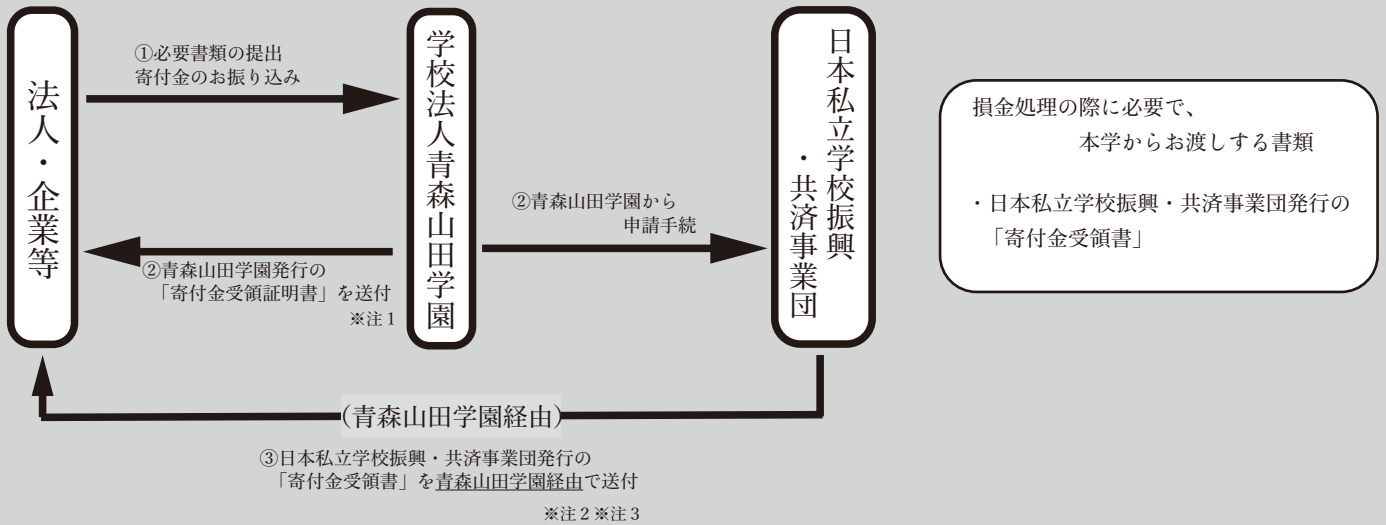 法人・企業等
①必要書類の提出
寄付金のお振り込み
②青森山田学園発行の
「寄付金受領証明書」を送付
※注１
学校法人青森山田学園
②青森山田学園から
申請手続
日本私立学校振興
・共済事業団
(青森山田学園経由)
③日本私立学校振興・共済事業団発行の
「寄付金受領書」を青森山田学園経由で送付
※注２※注３
損金処理の際に必要で、
本学からお渡しする書類
・日本私立学校振興・共済事業団発行の
「寄付金受領書」